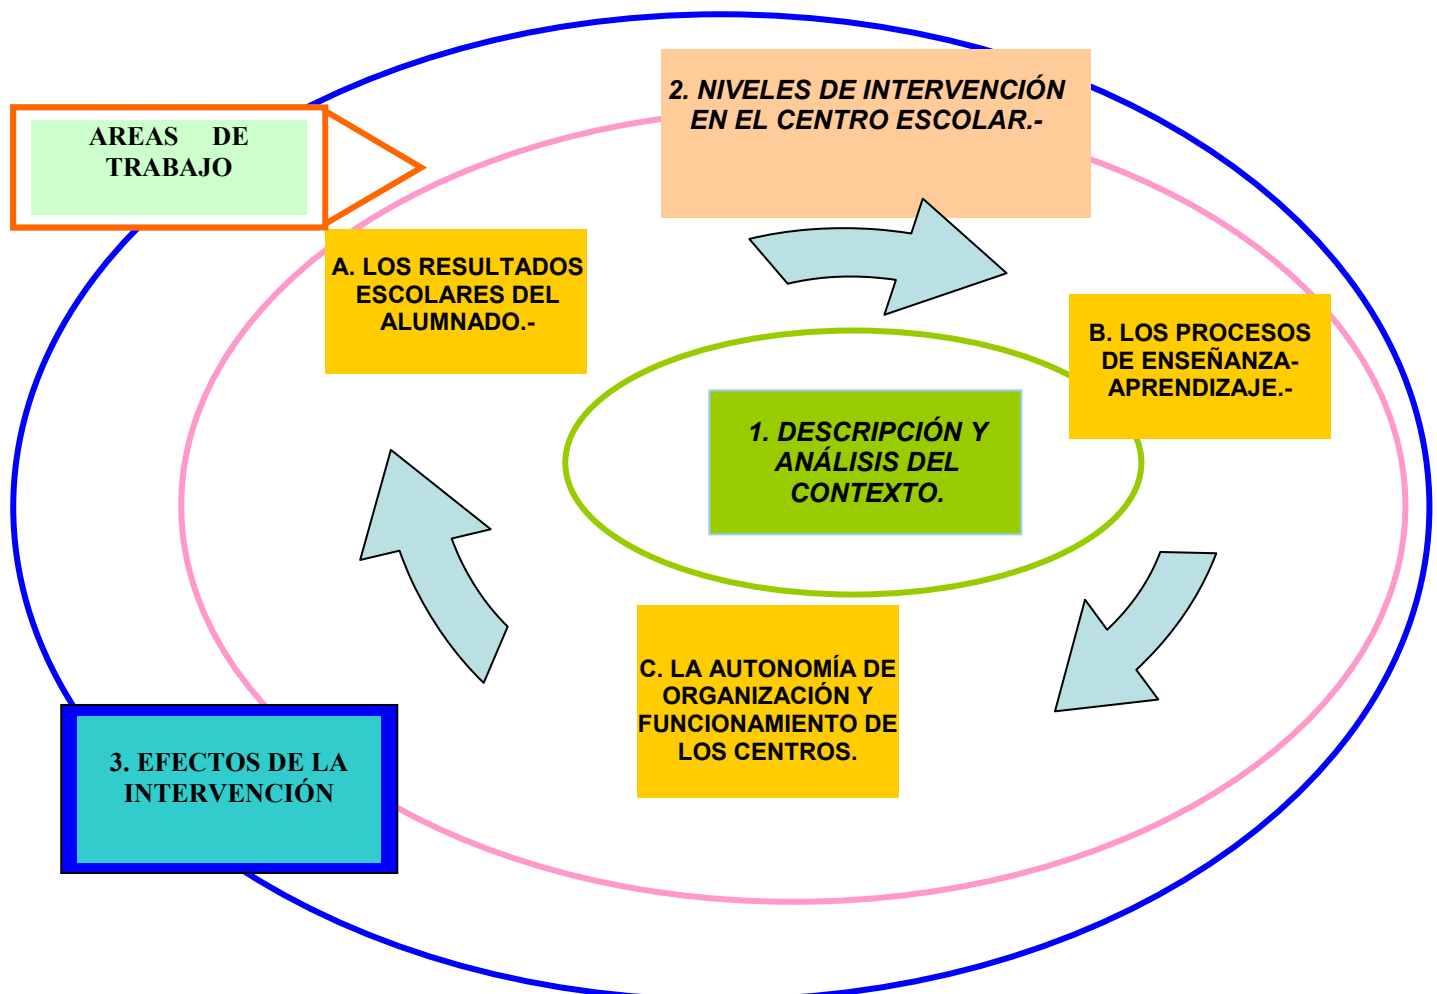 2. NIVELES DE INTERVENCIÓN
EN EL CENTRO ESCOLAR.-
AREAS DE
TRABAJO
A. LOS RESULTADOS
ESCOLARES DEL
ALUMNADO.-
B. LOS PROCESOS
DE ENSEÑANZA-
APRENDIZAJE.-
1. DESCRIPCIÓN Y
ANÁLISIS DEL
CONTEXTO.
C. LA AUTONOMÍA DE
ORGANIZACIÓN Y
FUNCIONAMIENTO DE
LOS CENTROS.
3. EFECTOS DE LA
INTERVENCIÓN